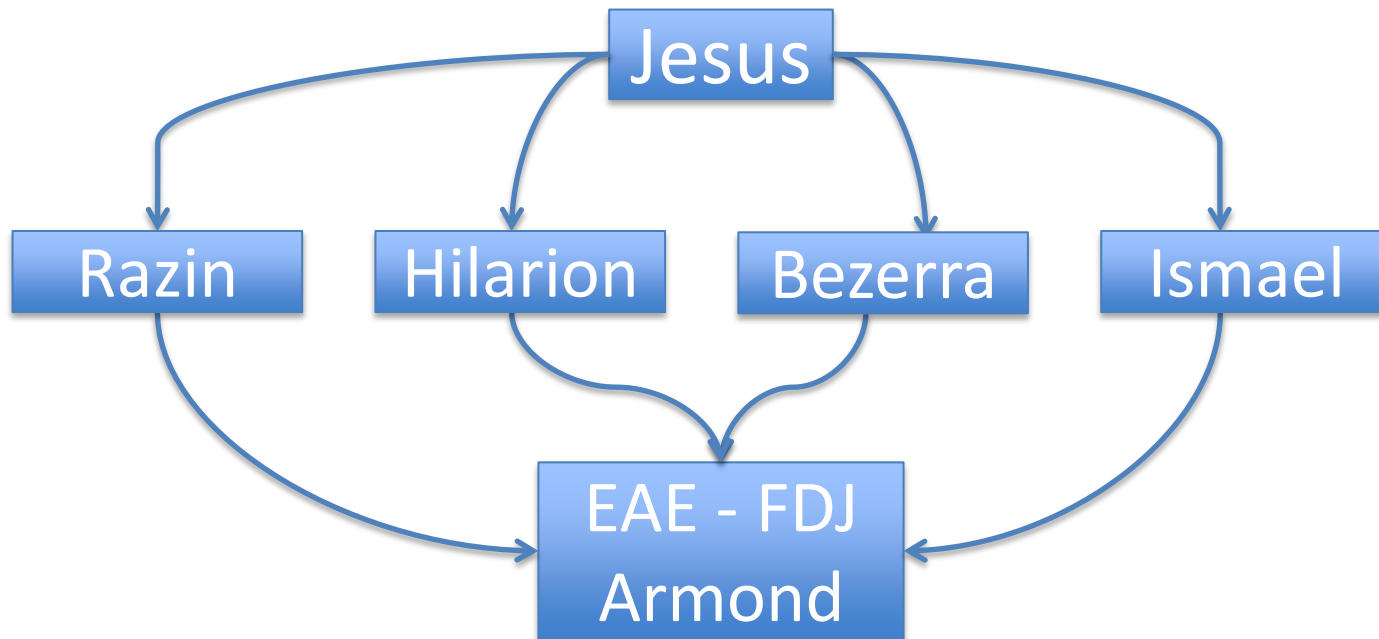 Jesus
Razin
Hilarion
Bezerra
Ismael
EAE - FDJ
Armond